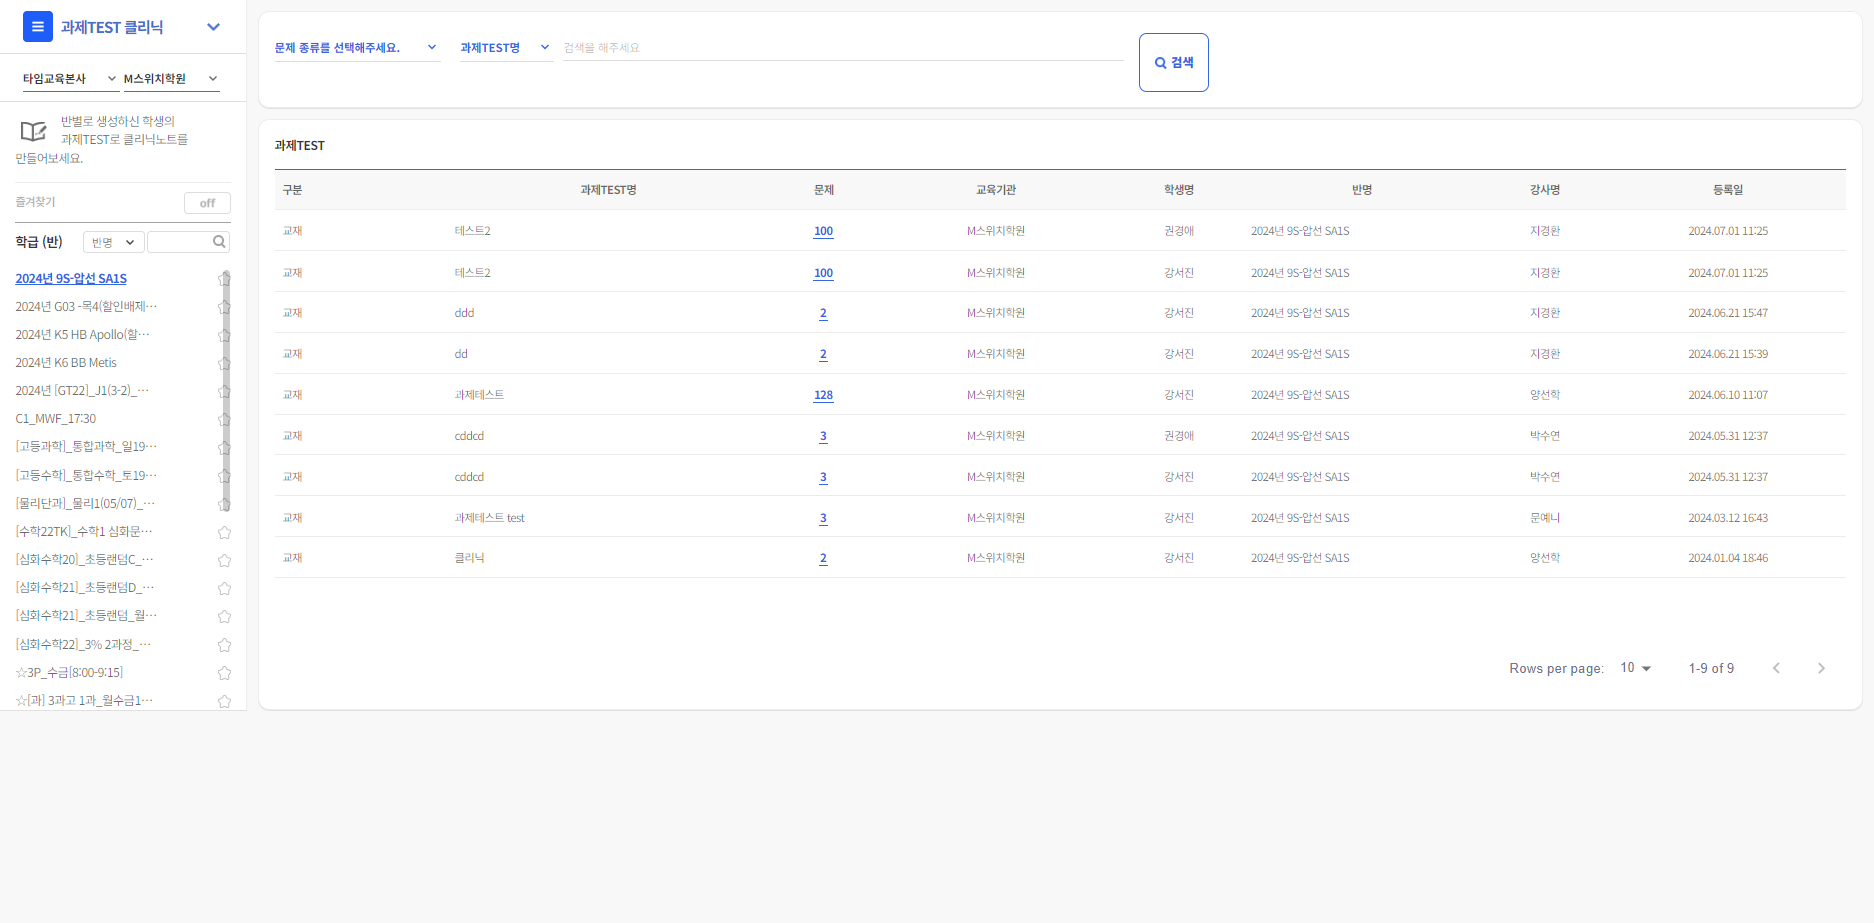 과제TEST 클리닉
타임교육본사 M스위치학원
반별로 생성하신 학생의
과제TEST로 클리닉노트를
만들어보세요.
즐겨찾기 off
학급 (반) 반명
2024년 9S-압선 SA1S
2024년 G03 -목4(할인배제…
2024년 K5 HB Apollo(할…
2024년 K6 BB Metis
2024년 [GT22]_J1(3-2)_…
C1_MWF_17:30
[고등과학]_통합과학_일19…
[고등수학]_통합수학_토19…
[물리단과]_물리1(05/07)_…
[수학22TK]_수학1 심화문…
[심화수학20]_초등랜덤C_…
[심화수학21]_초등랜덤D_…
[심화수학21]_초등랜덤_월…
[심화수학22]_3% 2과정_…
☆3P_수금[8:00-9:15]
☆[과] 3과고 1과_월수금1…
문제 종류를 선택해주세요. 과제TEST명 검색을 해주세요 검색
과제TEST
구분 과제TEST명 문제 교육기관 학생명 반명 강사명 등록일
교재 테스트2 100 M스위치학원 권경애 2024년 9S-압선 SA1S 지경환 2024.07.01 11:25
교재 테스트2 100 M스위치학원 강서진 2024년 9S-압선 SA1S 지경환 2024.07.01 11:25
교재 ddd 2 M스위치학원 강서진 2024년 9S-압선 SA1S 지경환 2024.06.21 15:47
교재 dd 2 M스위치학원 강서진 2024년 9S-압선 SA1S 지경환 2024.06.21 15:39
교재 과제테스트 128 M스위치학원 강서진 2024년 9S-압선 SA1S 양선학 2024.06.10 11:07
교재 cddcd 3 M스위치학원 권경애 2024년 9S-압선 SA1S 박수연 2024.05.31 12:37
교재 cddcd 3 M스위치학원 강서진 2024년 9S-압선 SA1S 박수연 2024.05.31 12:37
교재 과제테스트 test 3 M스위치학원 강서진 2024년 9S-압선 SA1S 문예니 2024.03.12 16:43
교재 클리닉 2 M스위치학원 강서진 2024년 9S-압선 SA1S 양선학 2024.01.04 18:46
Rows per page: 10 1-9 of 9